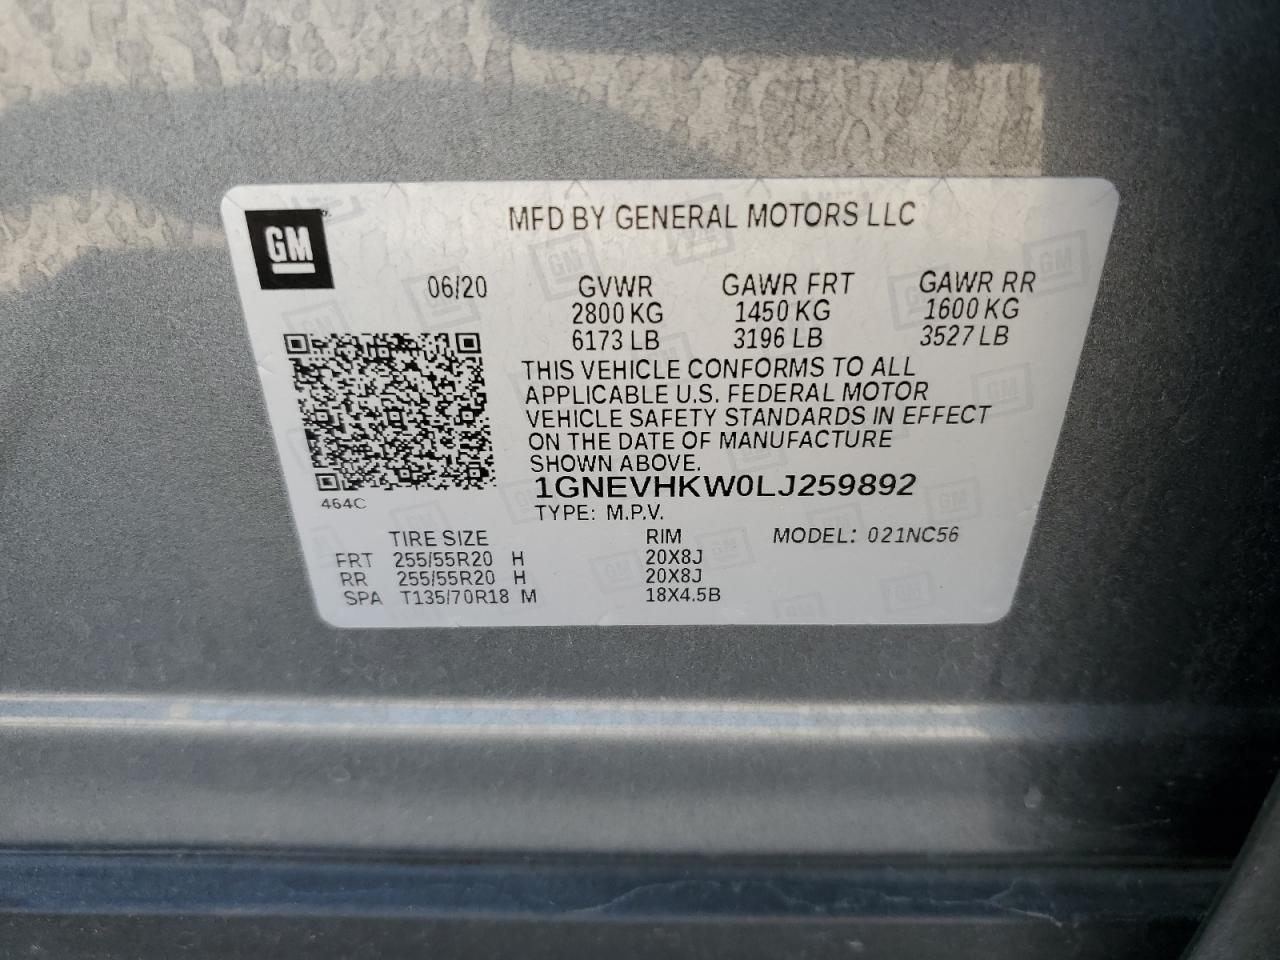 GM
MFD BY GENERAL MOTORS LLC
06/20 GVWR GAWR FRT GAWR RR
2800 KG 1450 KG 1600 KG
6173 LB 3196 LB 3527 LB
THIS VEHICLE CONFORMS TO ALL
APPLICABLE U.S. FEDERAL MOTOR
VEHICLE SAFETY STANDARDS IN EFFECT
ON THE DATE OF MANUFACTURE
SHOWN ABOVE.
464C
1GNEVHKW0LJ259892
TYPE: M.P.V.
TIRE SIZE RIM MODEL: 021NC56
FRT 255/55R20 H 20X8J
RR 255/55R20 H 20X8J
SPA T135/70R18 M 18X4.5B